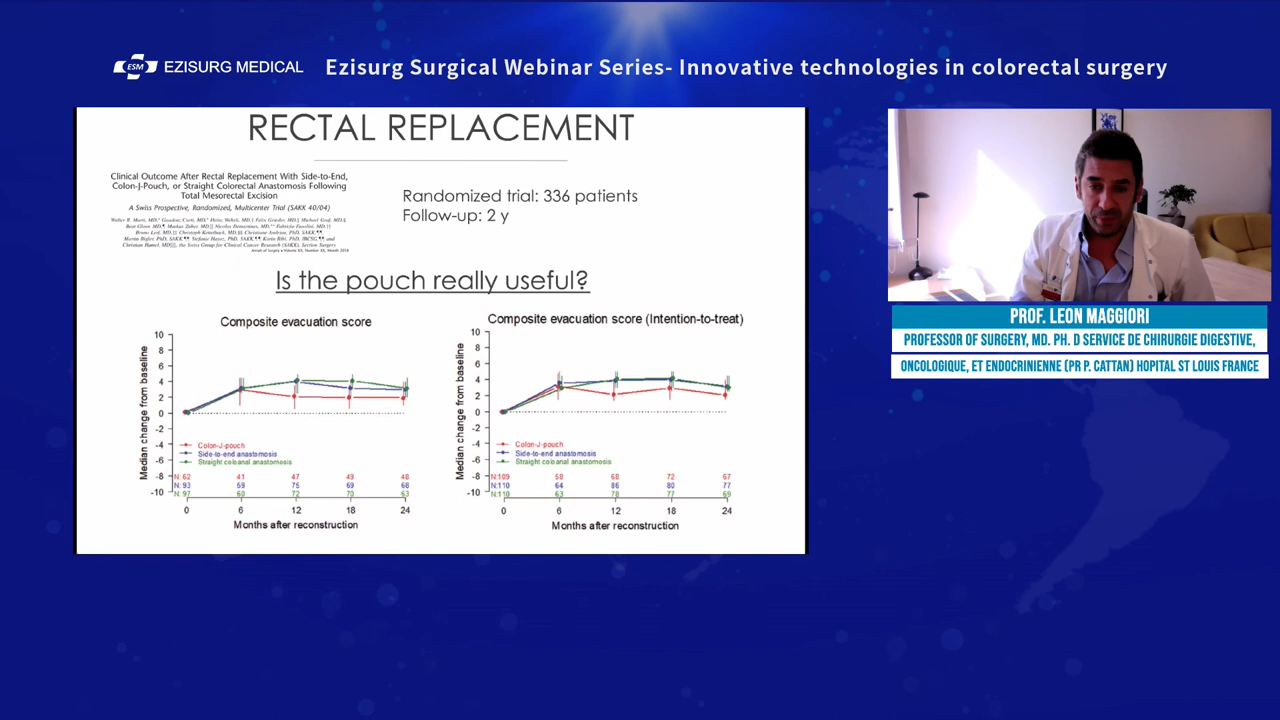 ESM
EZISURG MEDICAL
Ezisurg Surgical Webinar Series- Innovative technologies in colorectal surgery
RECTAL REPLACEMENT
Clinical Outcome After Rectal Replacement With Side-to-End,
Colon-J-Pouch, or Straight Colorectal Anastomosis Following
Total Mesorectal Excision
A Swiss Prospective, Randomized, Multicenter Trial (SAKK 40/04)
Randomized trial: 336 patients
Follow-up: 2 y
Is the pouch really useful?
Composite evacuation score
Median change from baseline
10
8
6
4
2
0
-2
-4
-6
-8
-10
Colon-J-pouch
Side-to-end anastomosis
Straight coloanal anastomosis
N: 62 41 47 49 48
N: 93 59 75 69 68
N: 97 60 72 70 63
0 6 12 18 24
Months after reconstruction
Composite evacuation score (Intention-to-treat)
Median change from baseline
10
8
6
4
2
0
-2
-4
-6
-8
-10
Colon-J-pouch
Side-to-end anastomosis
Straight coloanal anastomosis
N:109 58 68 72 67
N:110 64 86 80 77
N:110 63 78 77 69
0 6 12 18 24
Months after reconstruction
PROF. LEON MAGGIORI
PROFESSOR OF SURGERY, MD. PH. D SERVICE DE CHIRURGIE DIGESTIVE,
ONCOLOGIQUE, ET ENDOCRINIENNE (PR P. CATTAN) HOPITAL ST LOUIS FRANCE